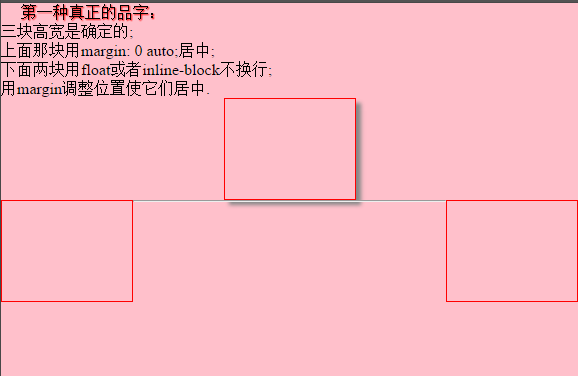 第一种真正的品字：
三块高宽是确定的;
上面那块用margin: 0 auto;居中;
下面两块用float或者inline-block不换行;
用margin调整位置使它们居中.